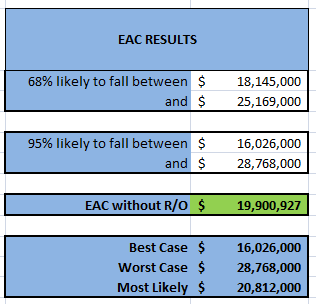 EAC RESULTS
68% likely to fall between $ 18,145,000
and $ 25,169,000
95% likely to fall between $ 16,026,000
and $ 28,768,000
EAC without R/O $ 19,900,927
Best Case $ 16,026,000
Worst Case $ 28,768,000
Most Likely $ 20,812,000